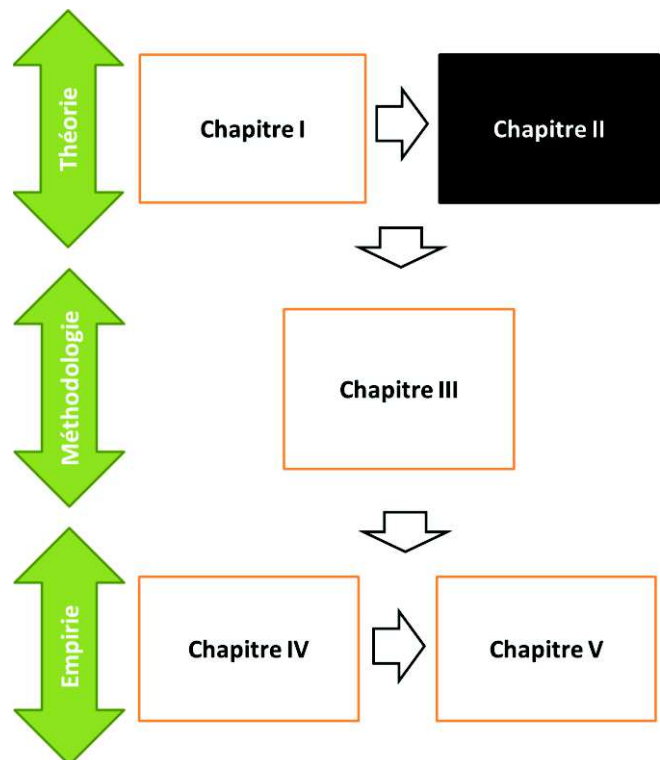 Théorie
Chapitre I
Chapitre II
Méthodologie
Chapitre III
Empirie
Chapitre IV
Chapitre V